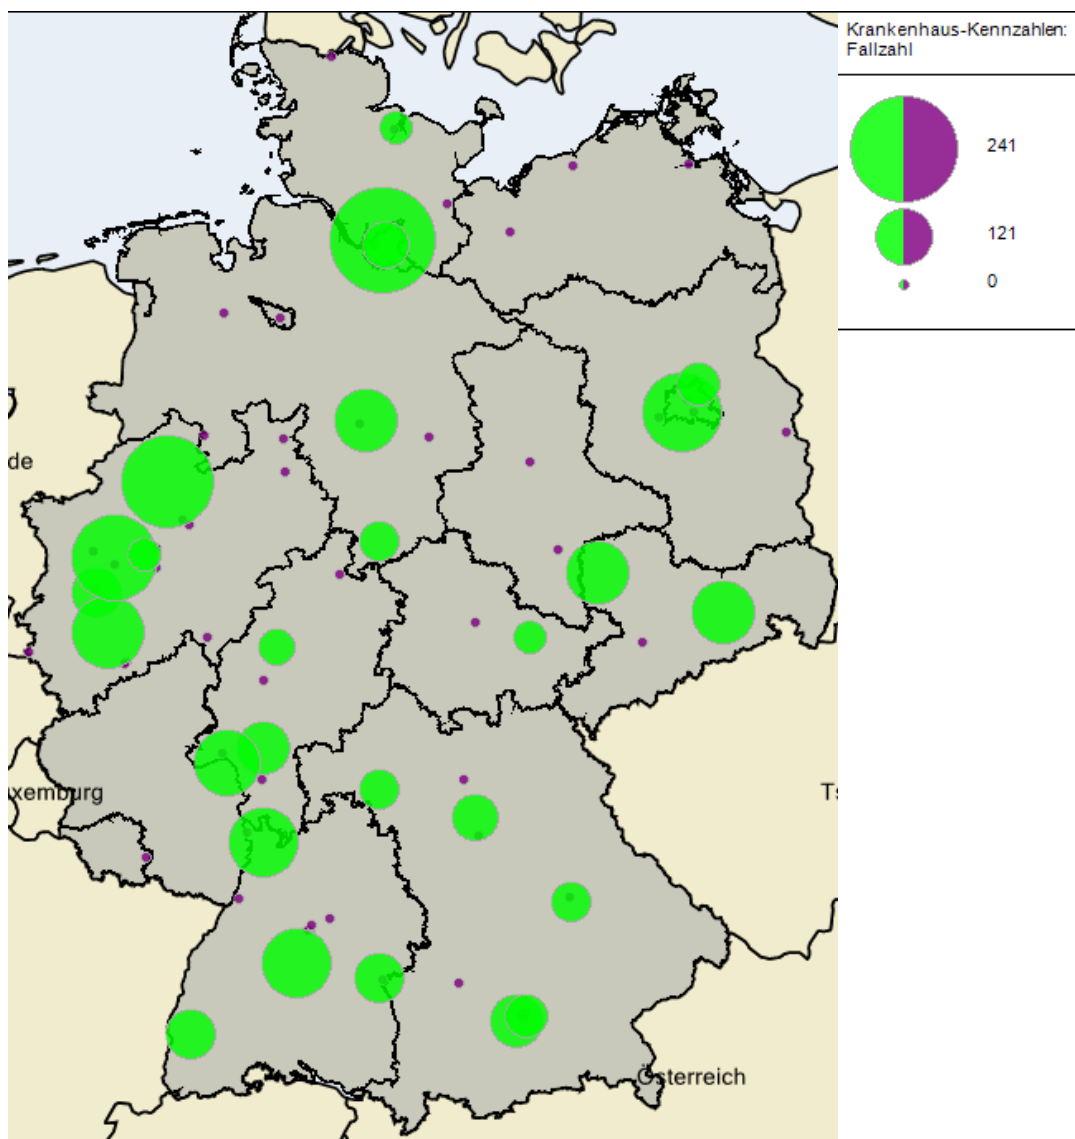 Krankenhaus-Kennzahlen:
Fallzahl
241
121
0
de
xemburg
Ts
Österreich